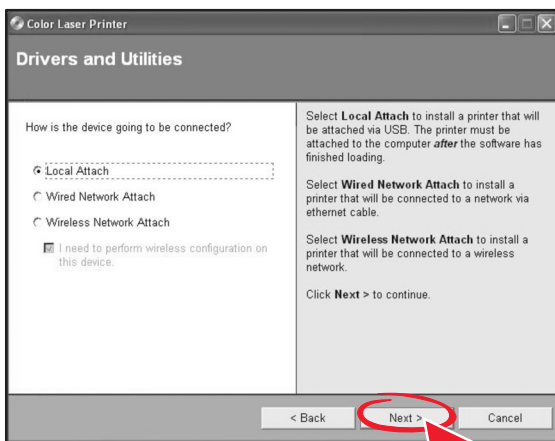 Color Laser Printer
Drivers and Utilities
How is the device going to be connected?
Local Attach
Wired Network Attach
Wireless Network Attach
I need to perform wireless configuration on
this device.
Select Local Attach to install a printer that will
be attached via USB. The printer must be
attached to the computer after the software has
finished loading.
Select Wired Network Attach to install a
printer that will be connected to a network via
ethernet cable.
Select Wireless Network Attach to install a
printer that will be connected to a wireless
network.
Click Next > to continue.
< Back
Next >
Cancel